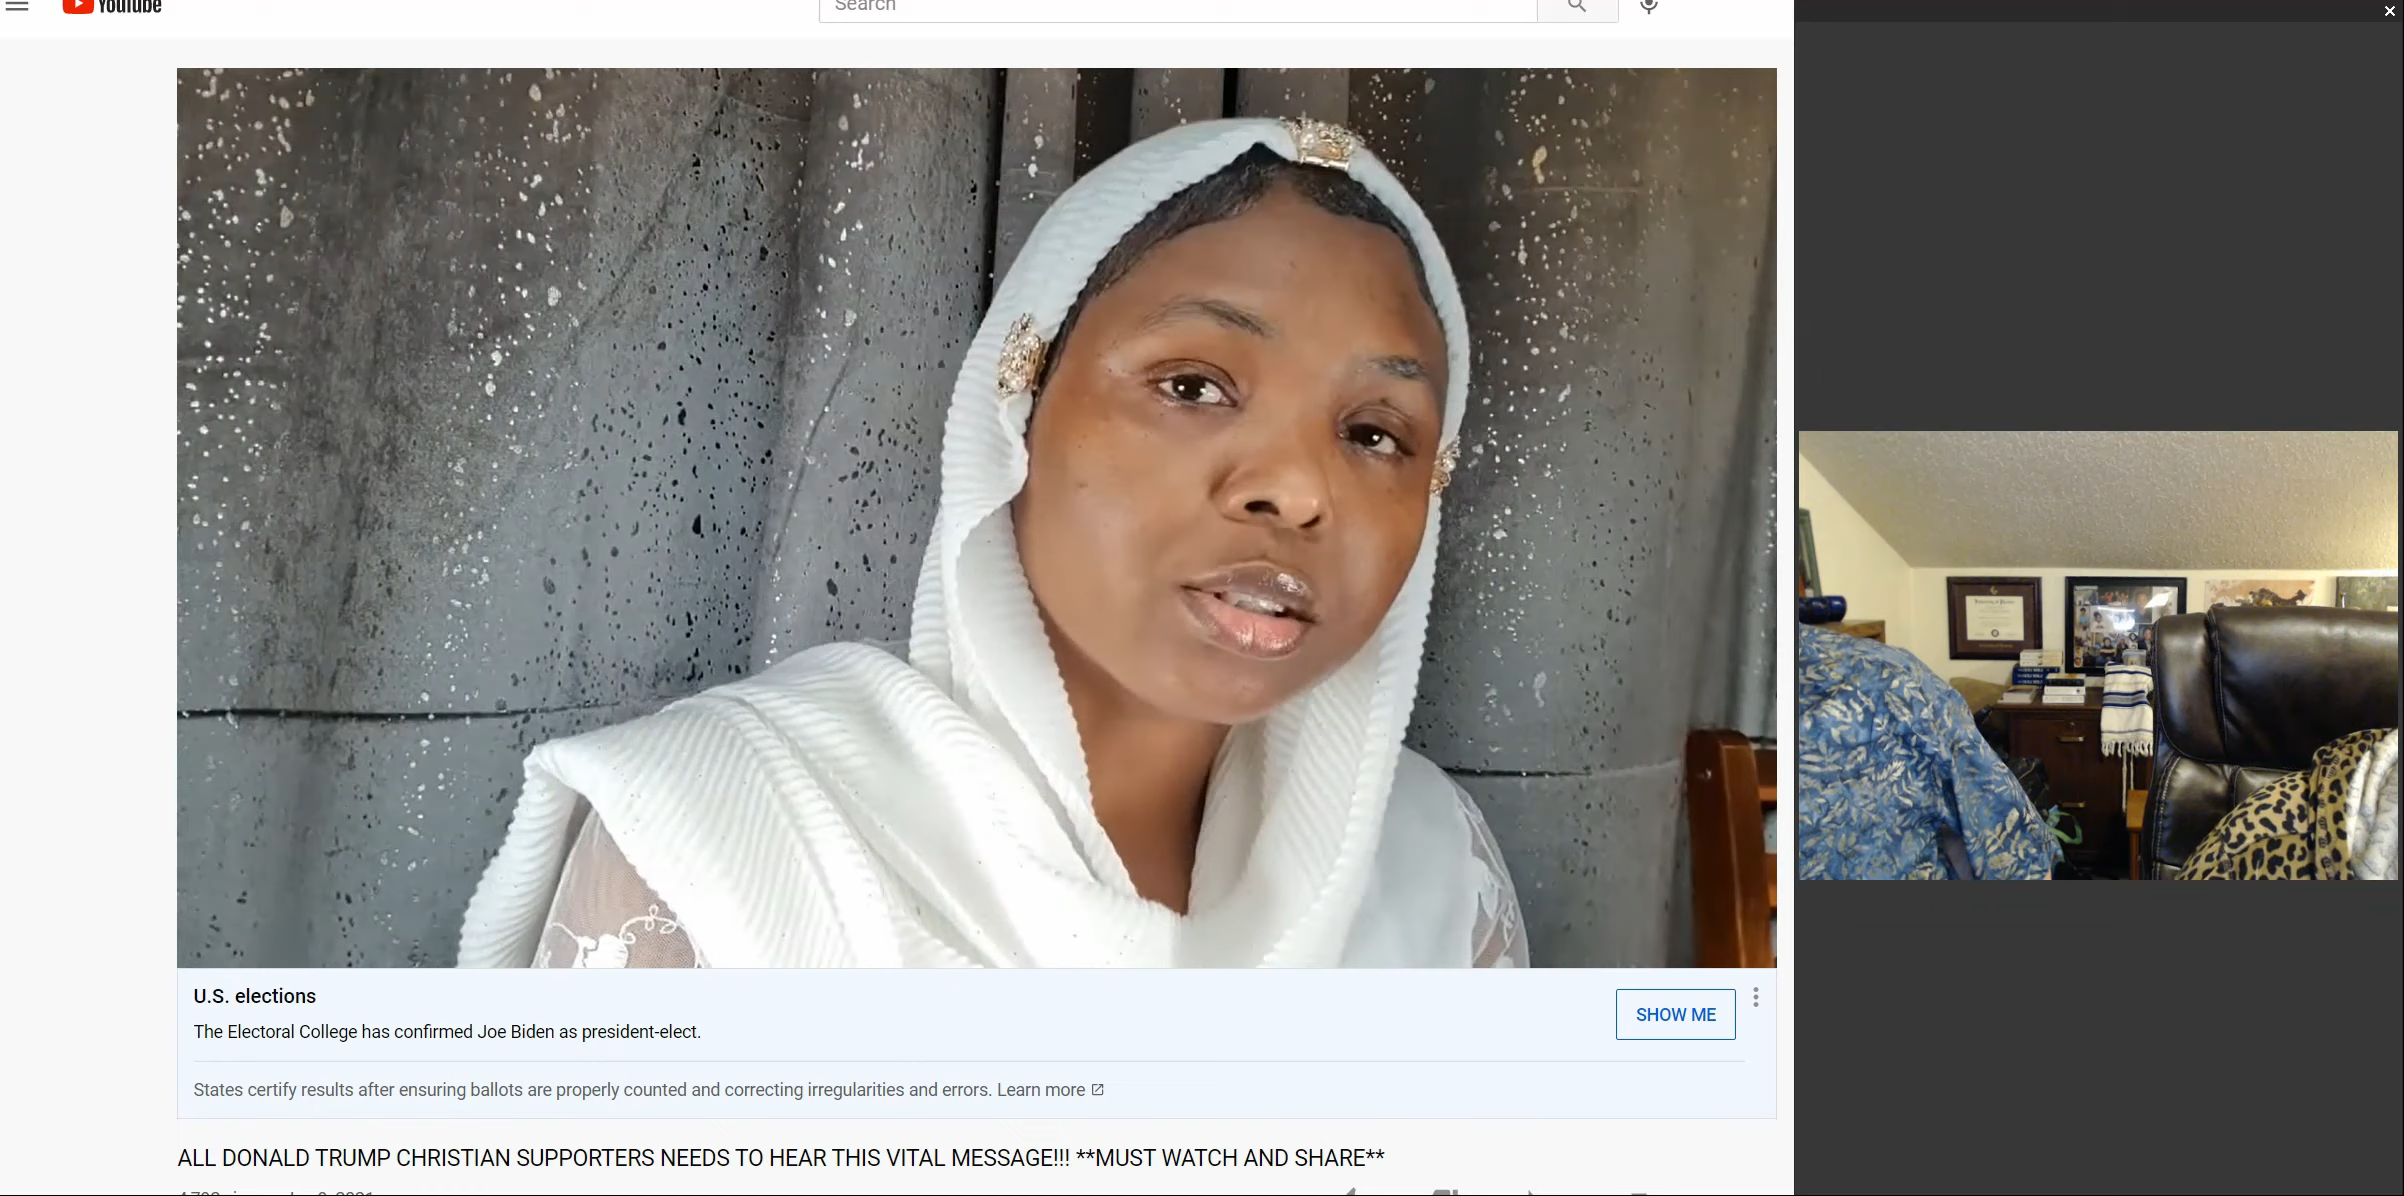 YouTube
Search
U.S. elections
The Electoral College has confirmed Joe Biden as president-elect.
SHOW ME
States certify results after ensuring ballots are properly counted and correcting irregularities and errors. Learn more
ALL DONALD TRUMP CHRISTIAN SUPPORTERS NEEDS TO HEAR THIS VITAL MESSAGE!!! **MUST WATCH AND SHARE**